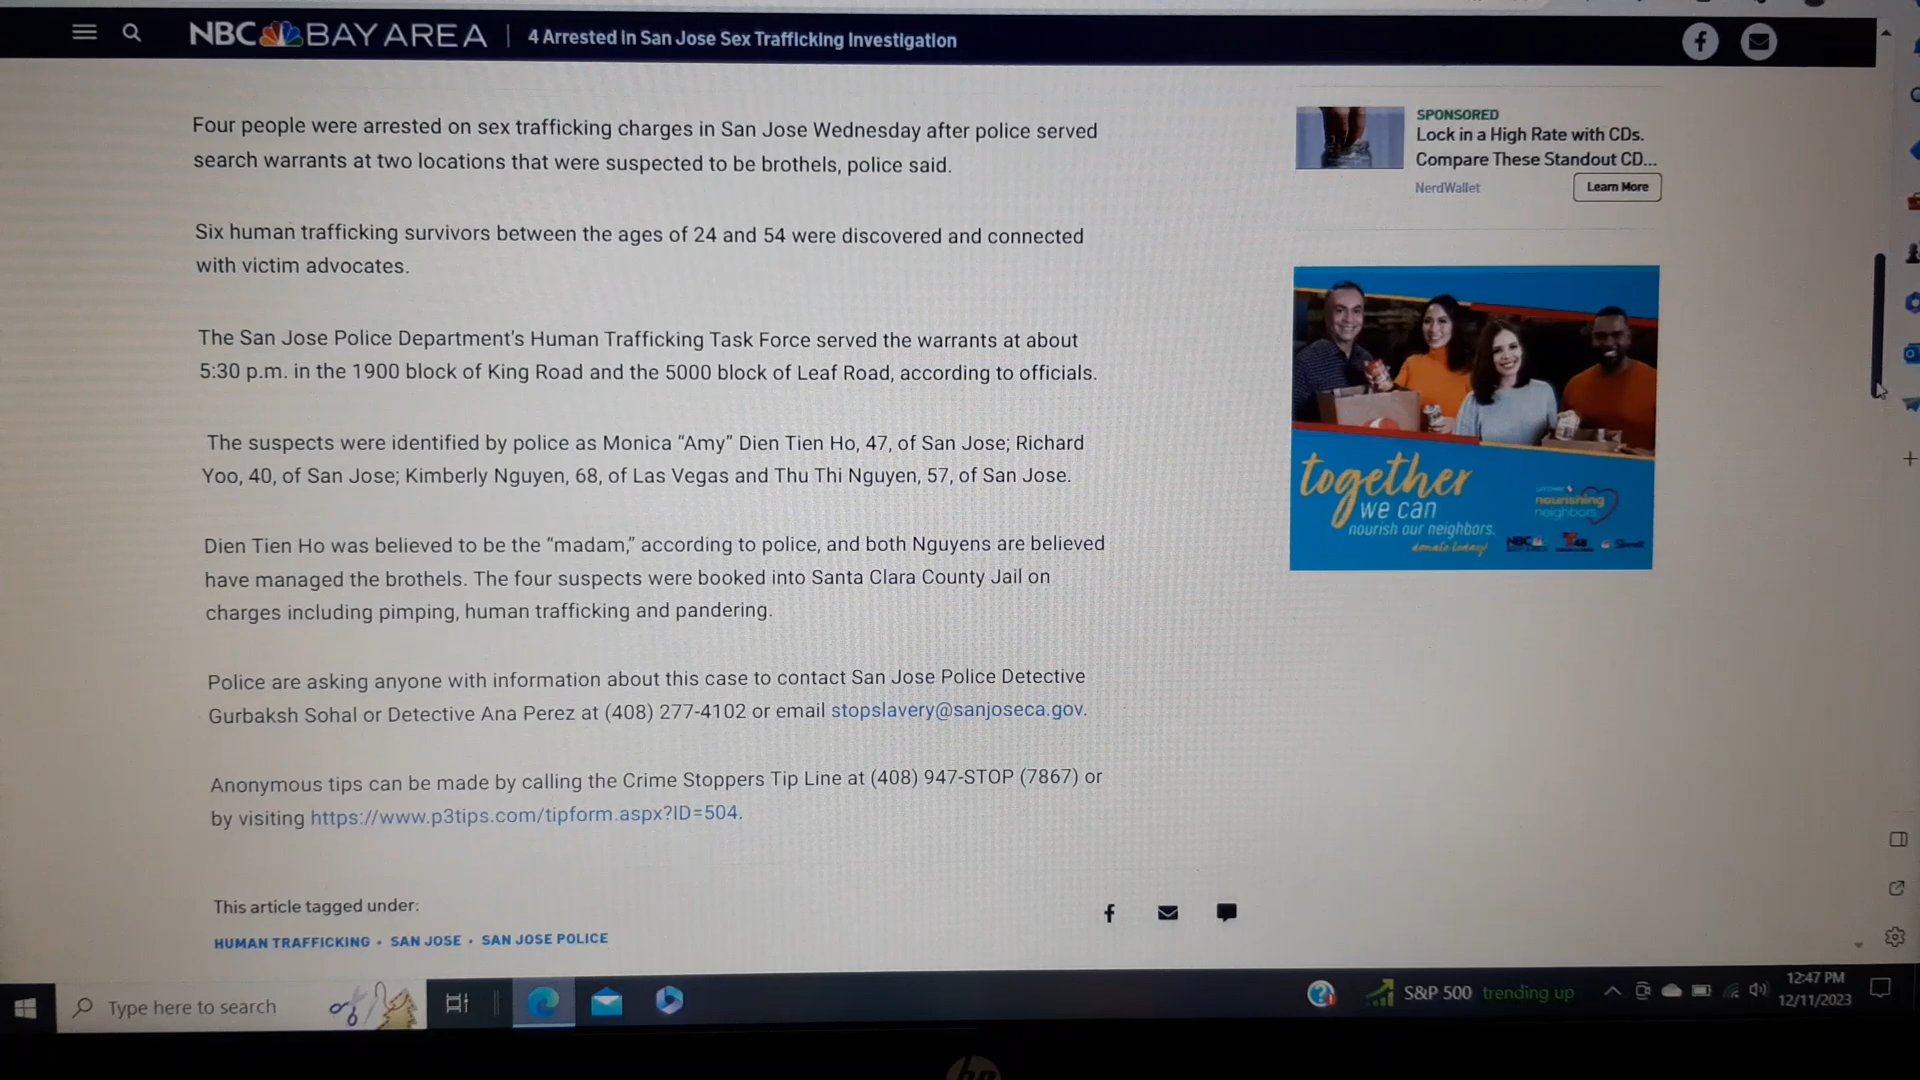 NBC BAY AREA | 4 Arrested in San Jose Sex Trafficking Investigation
Four people were arrested on sex trafficking charges in San Jose Wednesday after police served
search warrants at two locations that were suspected to be brothels, police said.
Six human trafficking survivors between the ages of 24 and 54 were discovered and connected
with victim advocates.
The San Jose Police Department's Human Trafficking Task Force served the warrants at about
5:30 p.m. in the 1900 block of King Road and the 5000 block of Leaf Road, according to officials.
The suspects were identified by police as Monica “Amy” Dien Tien Ho, 47, of San Jose; Richard
Yoo, 40, of San Jose; Kimberly Nguyen, 68, of Las Vegas and Thu Thi Nguyen, 57, of San Jose.
Dien Tien Ho was believed to be the “madam,” according to police, and both Nguyens are believed
have managed the brothels. The four suspects were booked into Santa Clara County Jail on
charges including pimping, human trafficking and pandering.
Police are asking anyone with information about this case to contact San Jose Police Detective
Gurbaksh Sohal or Detective Ana Perez at (408) 277-4102 or email stopslavery@sanjoseca.gov.
Anonymous tips can be made by calling the Crime Stoppers Tip Line at (408) 947-STOP (7867) or
by visiting https://www.p3tips.com/tipform.aspx?ID=504.
This article tagged under:
HUMAN TRAFFICKING • SAN JOSE • SAN JOSE POLICE
SPONSORED
Lock in a High Rate with CDs.
Compare These Standout CD...
NerdWallet
Learn More
together
we can
nourish our neighbors.
donate today!
nourishing
neighbors
NBC
Type here to search
S&P 500 trending up
12:47 PM
12/11/2023
hp